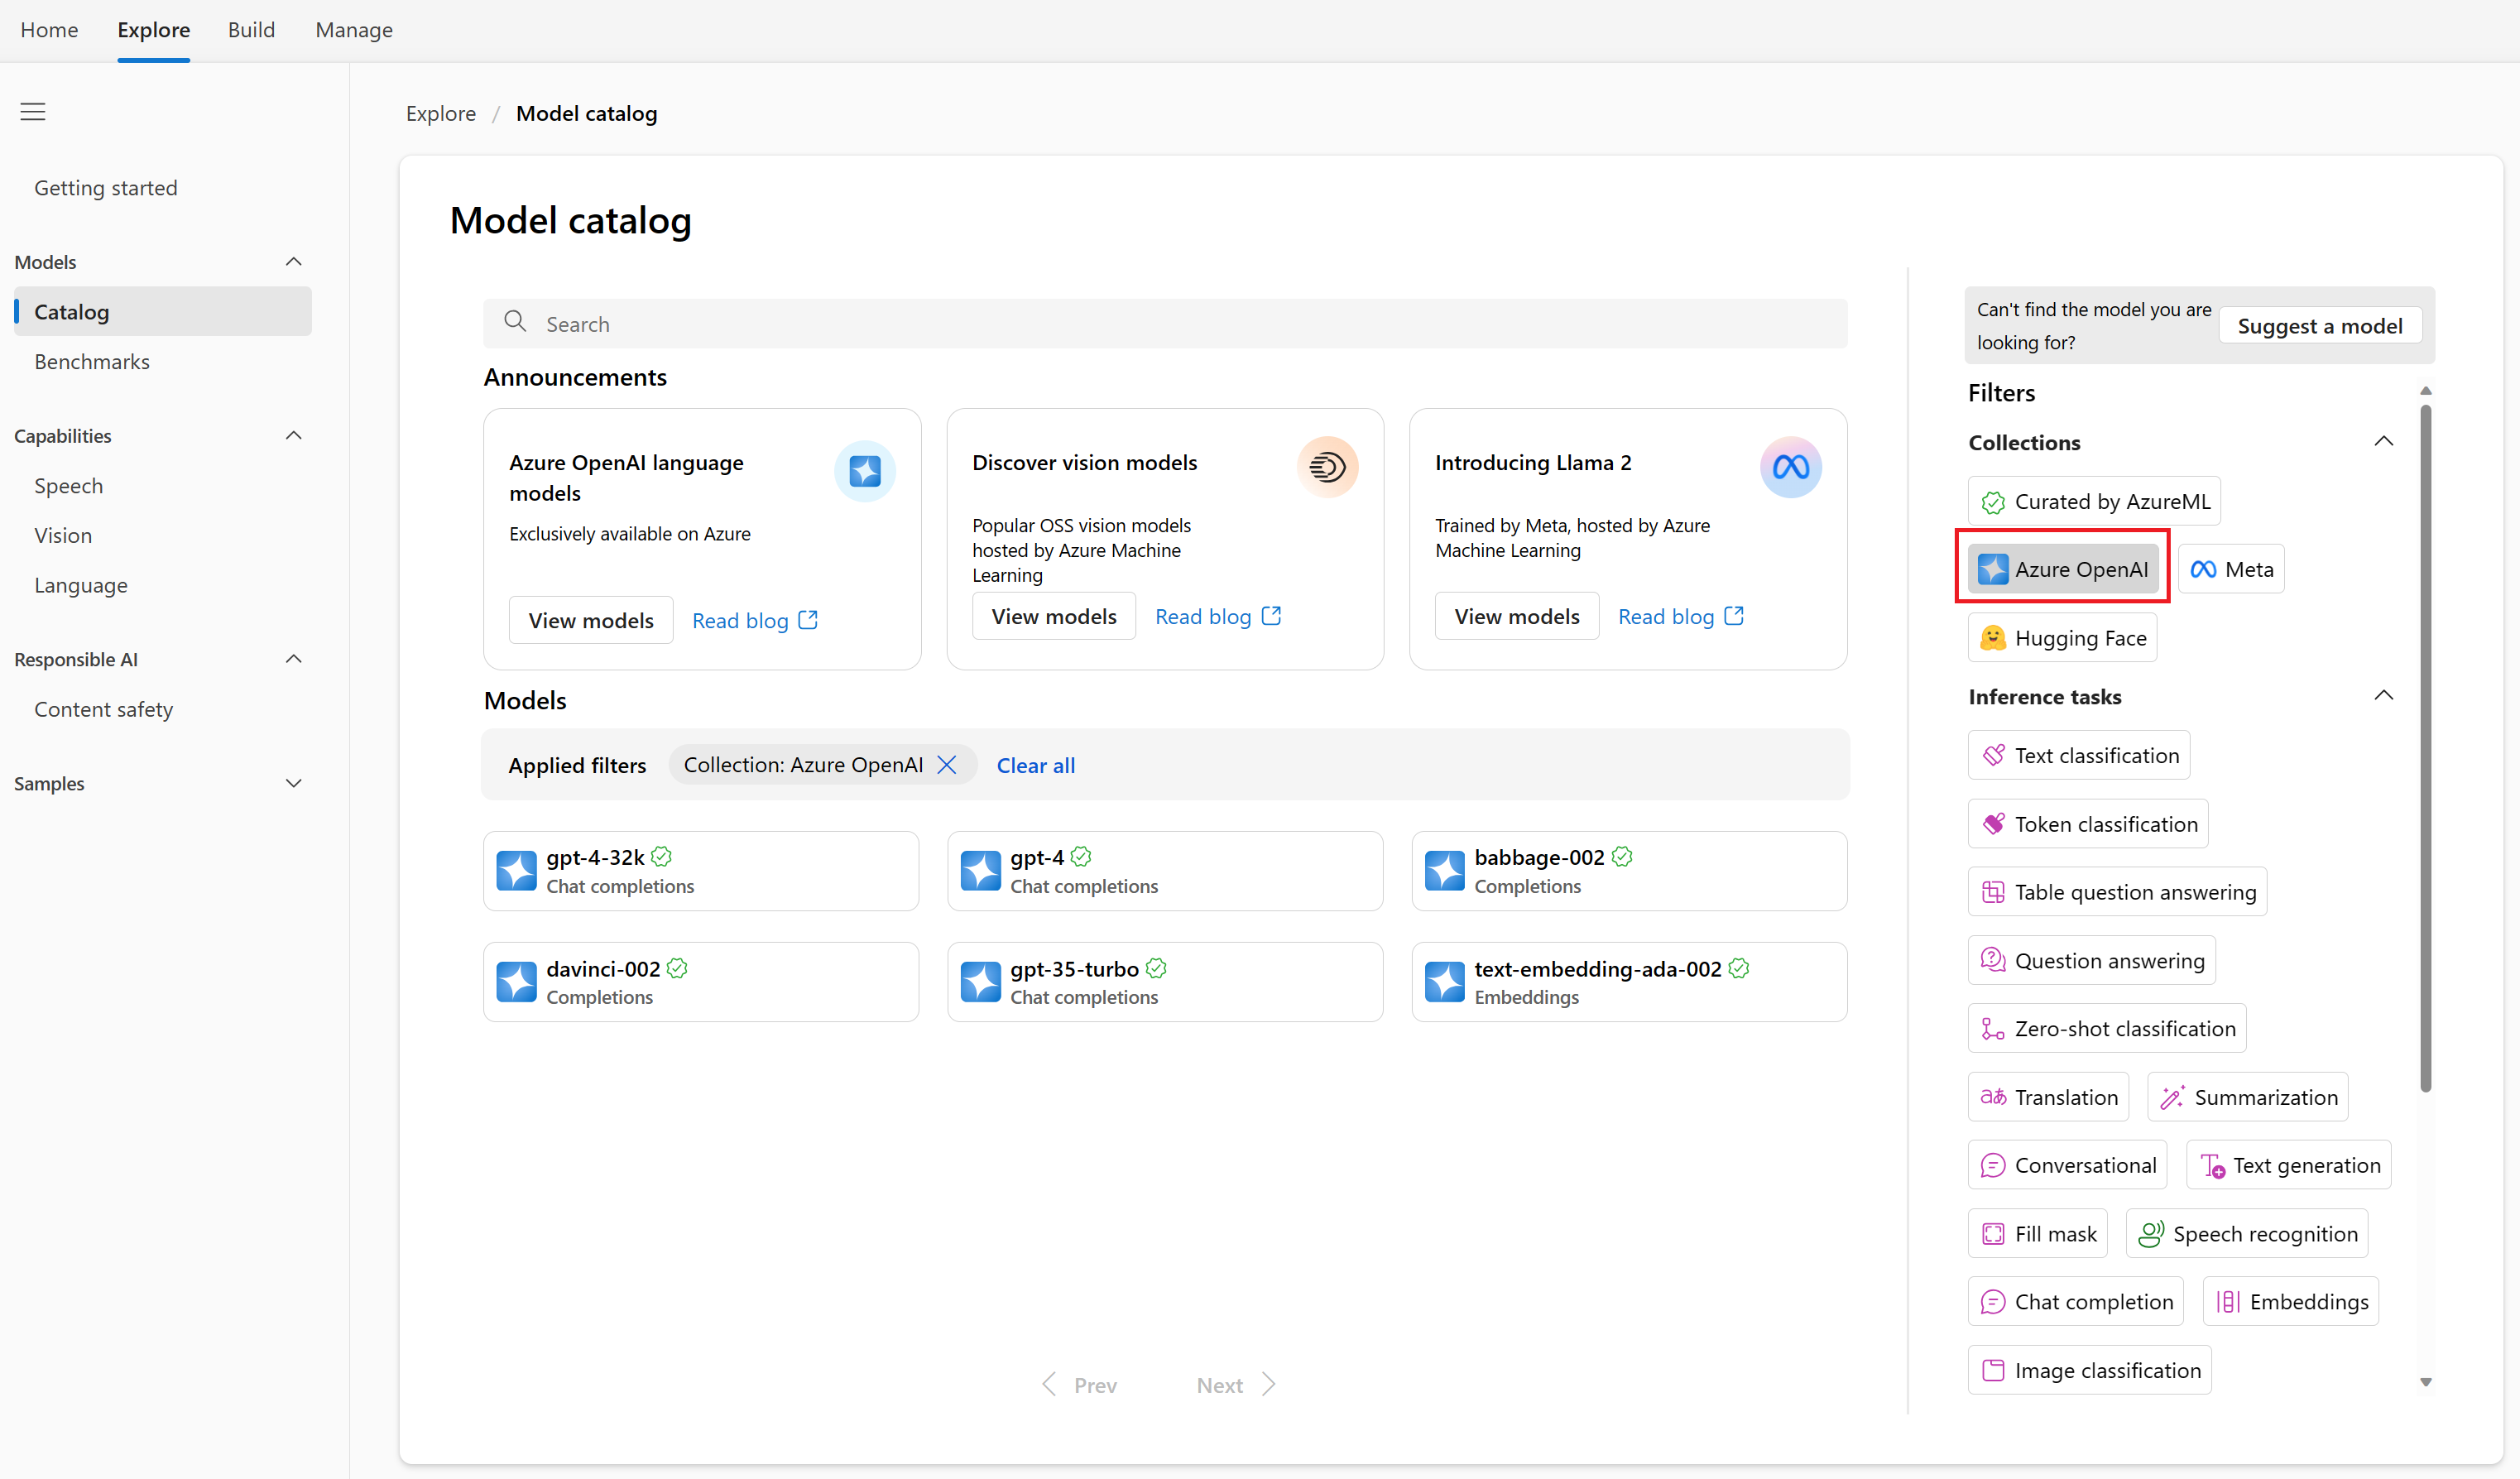 Home
Explore
Build
Manage
Getting started
Models
Catalog
Benchmarks
Capabilities
Speech
Vision
Language
Responsible AI
Content safety
Samples
Explore / Model catalog
Model catalog
Search
Announcements
Azure OpenAI language
models
Exclusively available on Azure
View models
Read blog
Discover vision models
Popular OSS vision models
hosted by Azure Machine
Learning
View models
Read blog
Introducing Llama 2
Trained by Meta, hosted by Azure
Machine Learning
View models
Read blog
Models
Applied filters
Collection: Azure OpenAI
Clear all
gpt-4-32k
Chat completions
gpt-4
Chat completions
babbage-002
Completions
davinci-002
Completions
gpt-35-turbo
Chat completions
text-embedding-ada-002
Embeddings
Prev
Next
Can't find the model you are
looking for?
Suggest a model
Filters
Collections
Curated by AzureML
Azure OpenAI
Meta
Hugging Face
Inference tasks
Text classification
Token classification
Table question answering
Question answering
Zero-shot classification
Translation
Summarization
Conversational
Text generation
Fill mask
Speech recognition
Chat completion
Embeddings
Image classification